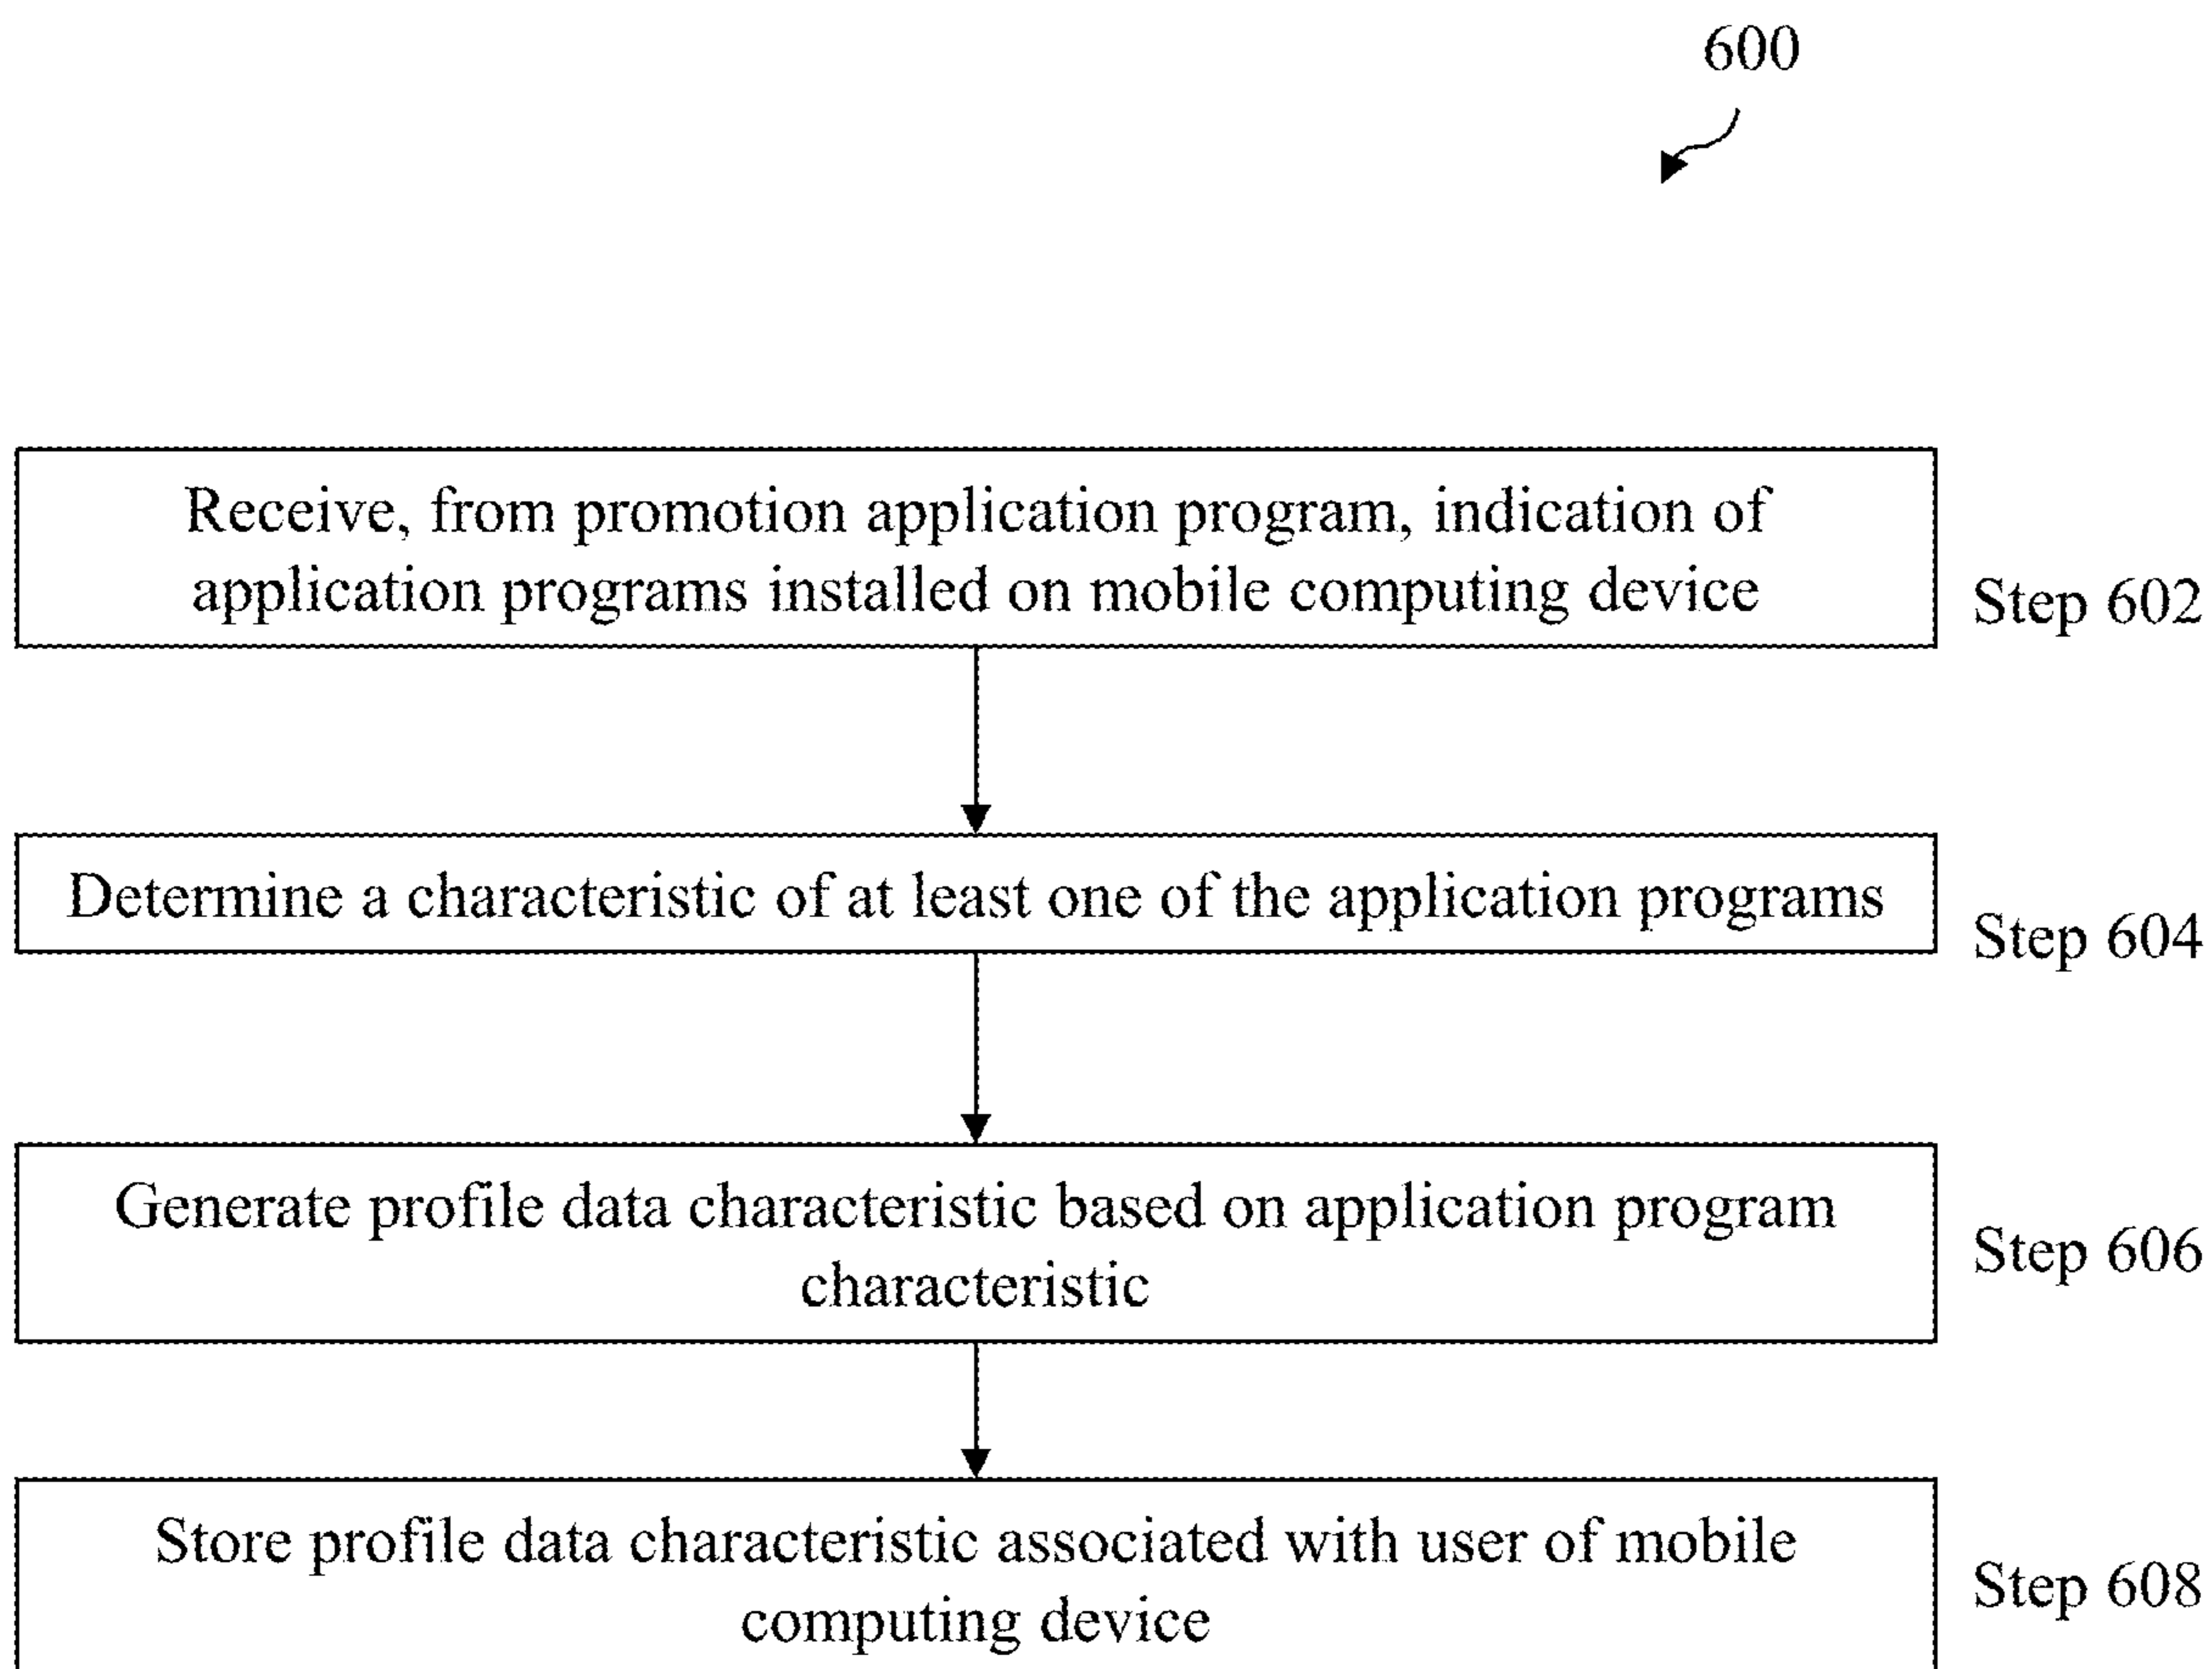 600
Receive, from promotion application program, indication of
application programs installed on mobile computing device
Step 602
Determine a characteristic of at least one of the application programs
Step 604
Generate profile data characteristic based on application program
characteristic
Step 606
Store profile data characteristic associated with user of mobile
computing device
Step 608